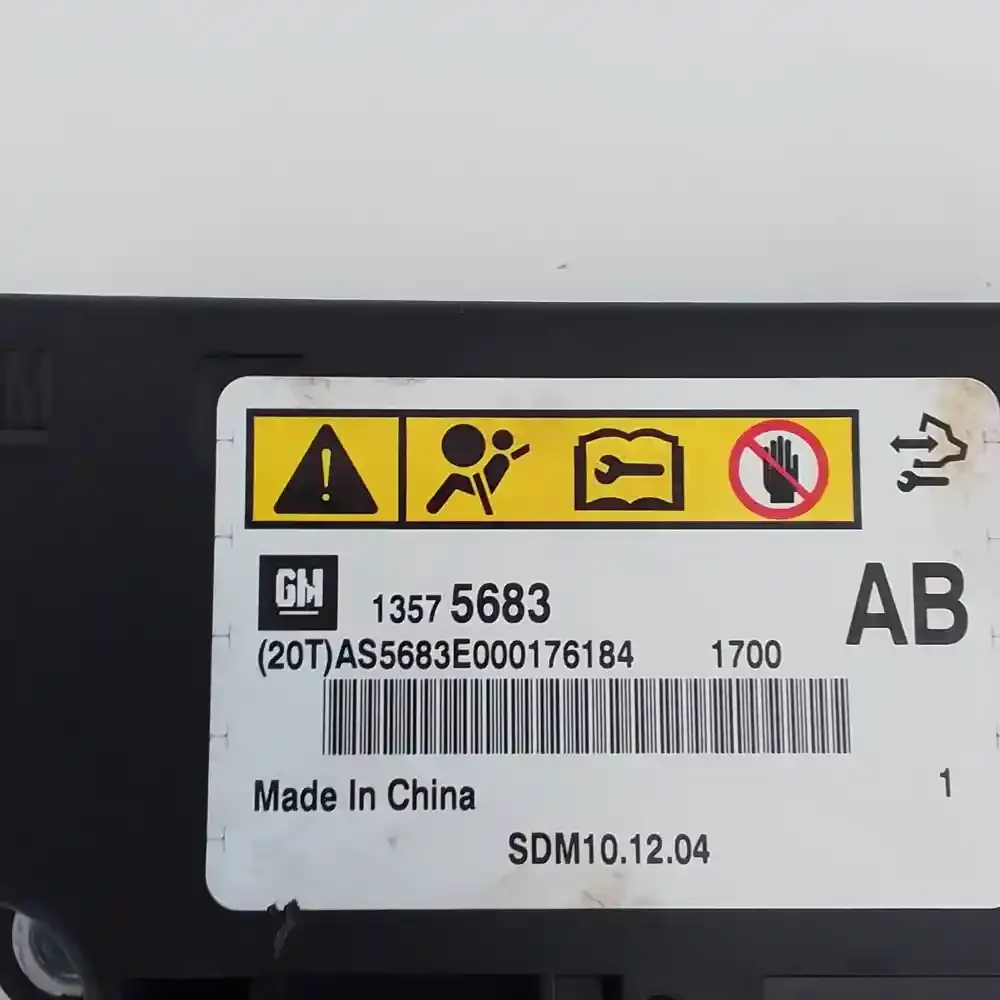 GM 1357 5683 AB
(20T)AS5683E000176184 1700
Made In China 1
SDM10.12.04